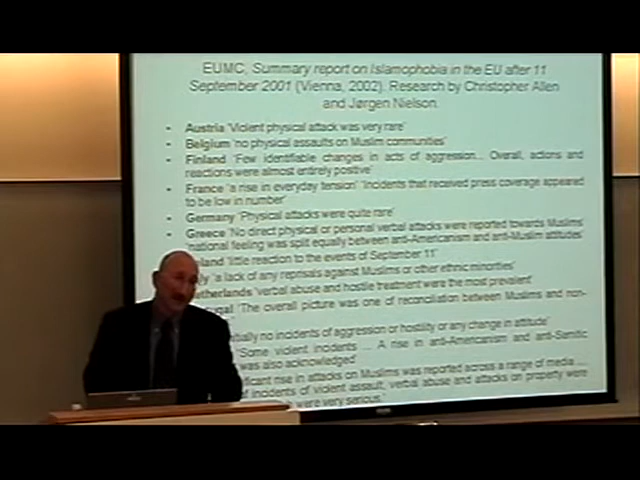 EUMC, Summary report on Islamophobia in the EU after 11
September 2001 (Vienna, 2002). Research by Christopher Allen
and Jørgen Nielson.
• Austria 'Violent physical attack was very rare'
• Belgium 'no physical assaults on Muslim communities'
• Finland 'Few identifiable changes in acts of aggression... Overall, actions and
reactions were almost entirely positive'
• France 'a rise in everyday tension' 'Incidents that received press coverage appeared
to be low in number'
• Germany 'Physical attacks were quite rare'
• Greece 'No direct physical or personal verbal attacks were reported towards Muslims'
'national feeling was split equally between anti-Americanism and anti-Muslim attitudes
land 'little reaction to the events of September 11'
'a lack of any reprisals against Muslims or other ethnic minorities'
herlands 'verbal abuse and hostile treatment were the most prevalent'
gal 'The overall picture was one of reconciliation between Muslims and non-
ally no incidents of aggression or hostility or any change in attitude'
'Some violent incidents ... A rise in anti-Americanism and anti-Semitic
was also acknowledged'
icant rise in attacks on Muslims was reported across a range of media ...
incidents of violent assault, verbal abuse and attacks on property were
were very serious.'